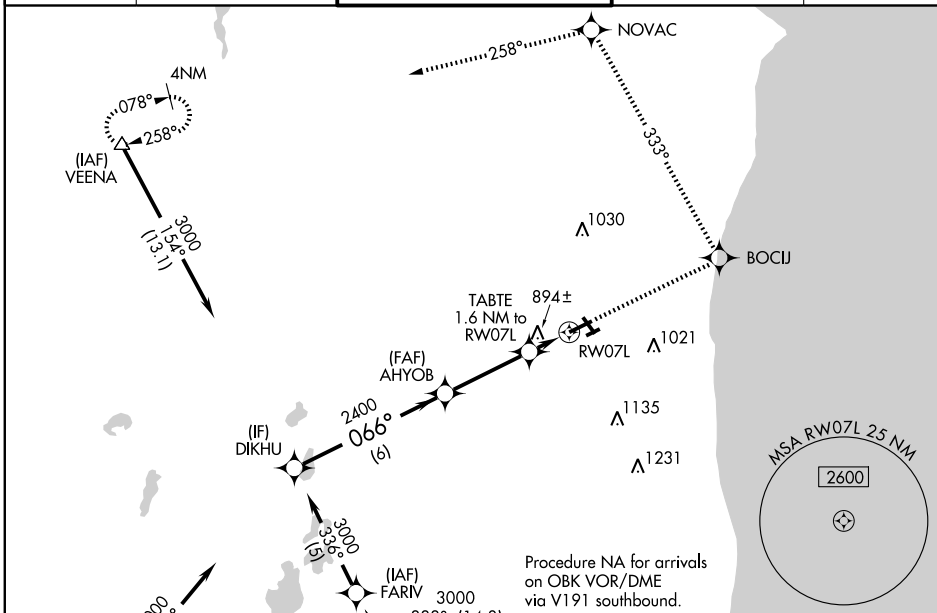 NOVAC
258°
4NM
078°
258°
(IAF)
VEENA
333°
3000
154°
(13.1)
1030
BOCIJ
TABTE
1.6 NM to
RW07L
894±
RW07L
1021
(FAF)
AHYOB
2400
066°
(6)
1135
(IF)
DIKHU
1231
MSA RW07L 25 NM
2600
3000
336°
(5)
Procedure NA for arrivals
on OBK VOR/DME
via V191 southbound.
(IAF)
FARIV
3000